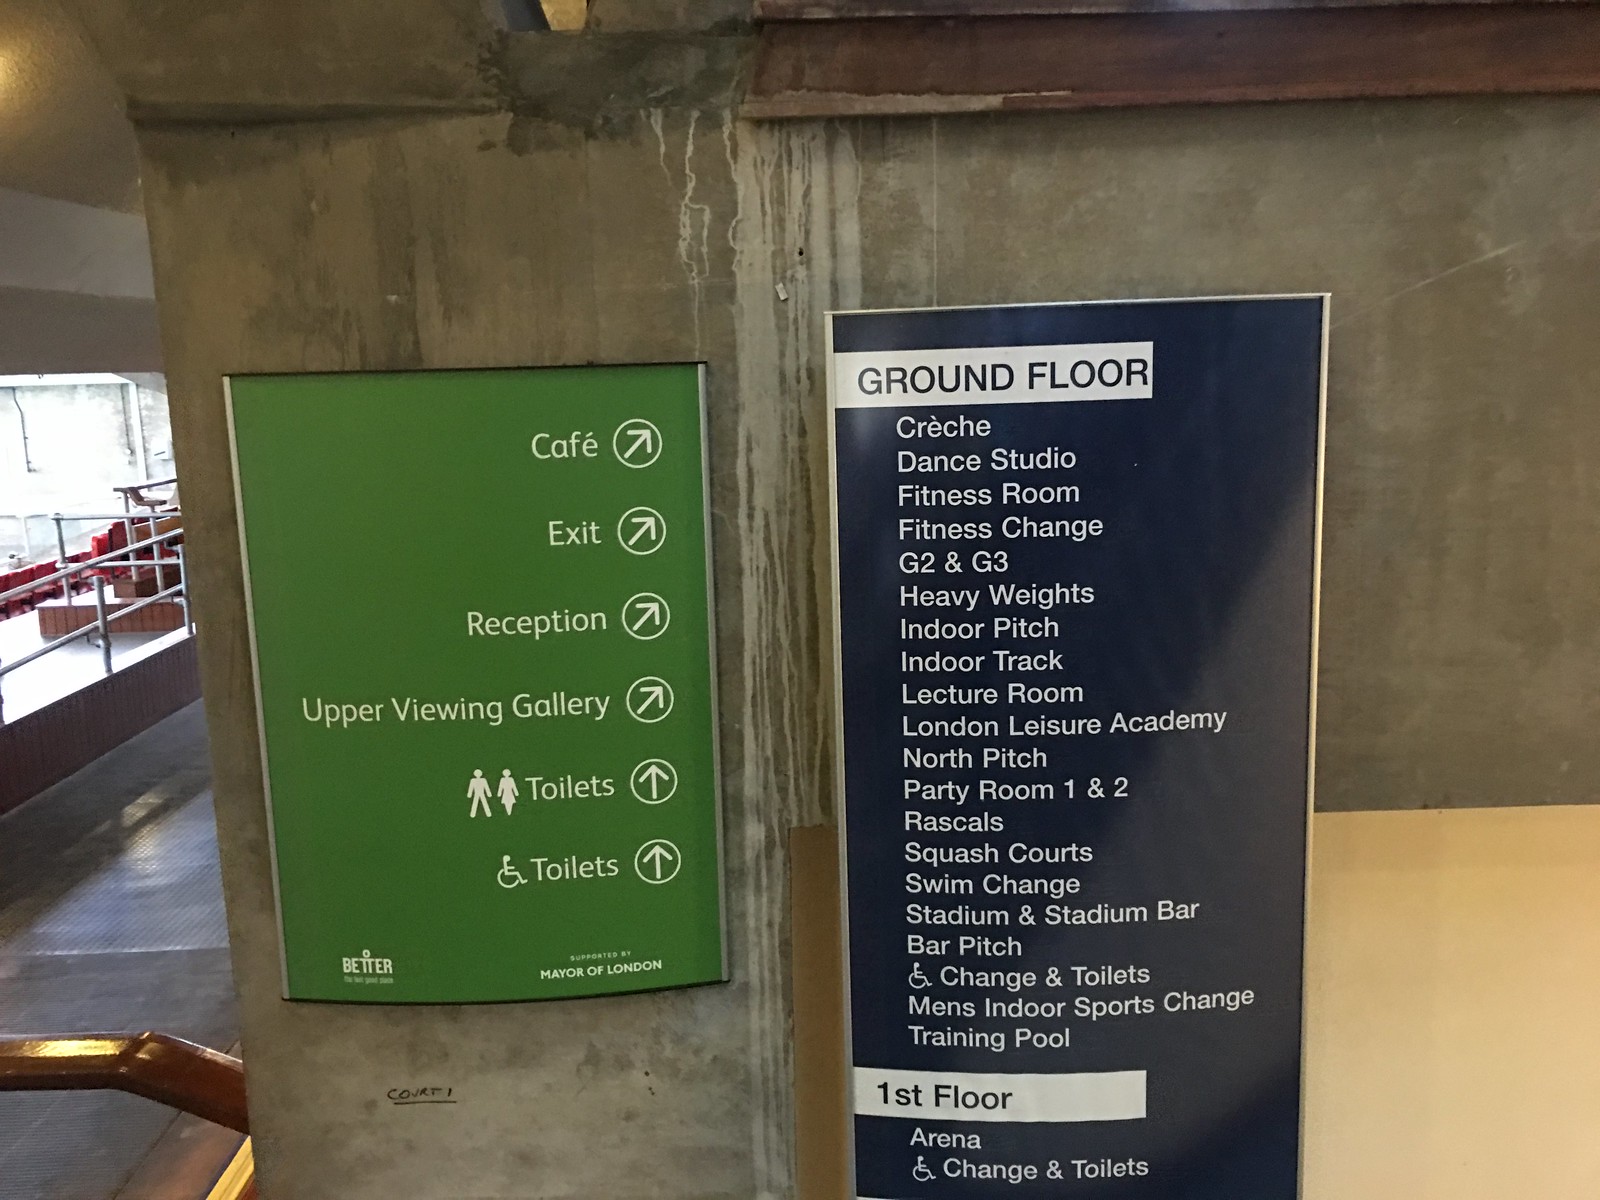 Café
Exit
Reception
Upper Viewing Gallery
Toilets
Toilets
BETTER
SUPPORTED BY
MAYOR OF LONDON
COURT 1
GROUND FLOOR
Crèche
Dance Studio
Fitness Room
Fitness Change
G2 & G3
Heavy Weights
Indoor Pitch
Indoor Track
Lecture Room
London Leisure Academy
North Pitch
Party Room 1 & 2
Rascals
Squash Courts
Swim Change
Stadium & Stadium Bar
Bar Pitch
Change & Toilets
Mens Indoor Sports Change
Training Pool
1st Floor
Arena
Change & Toilets